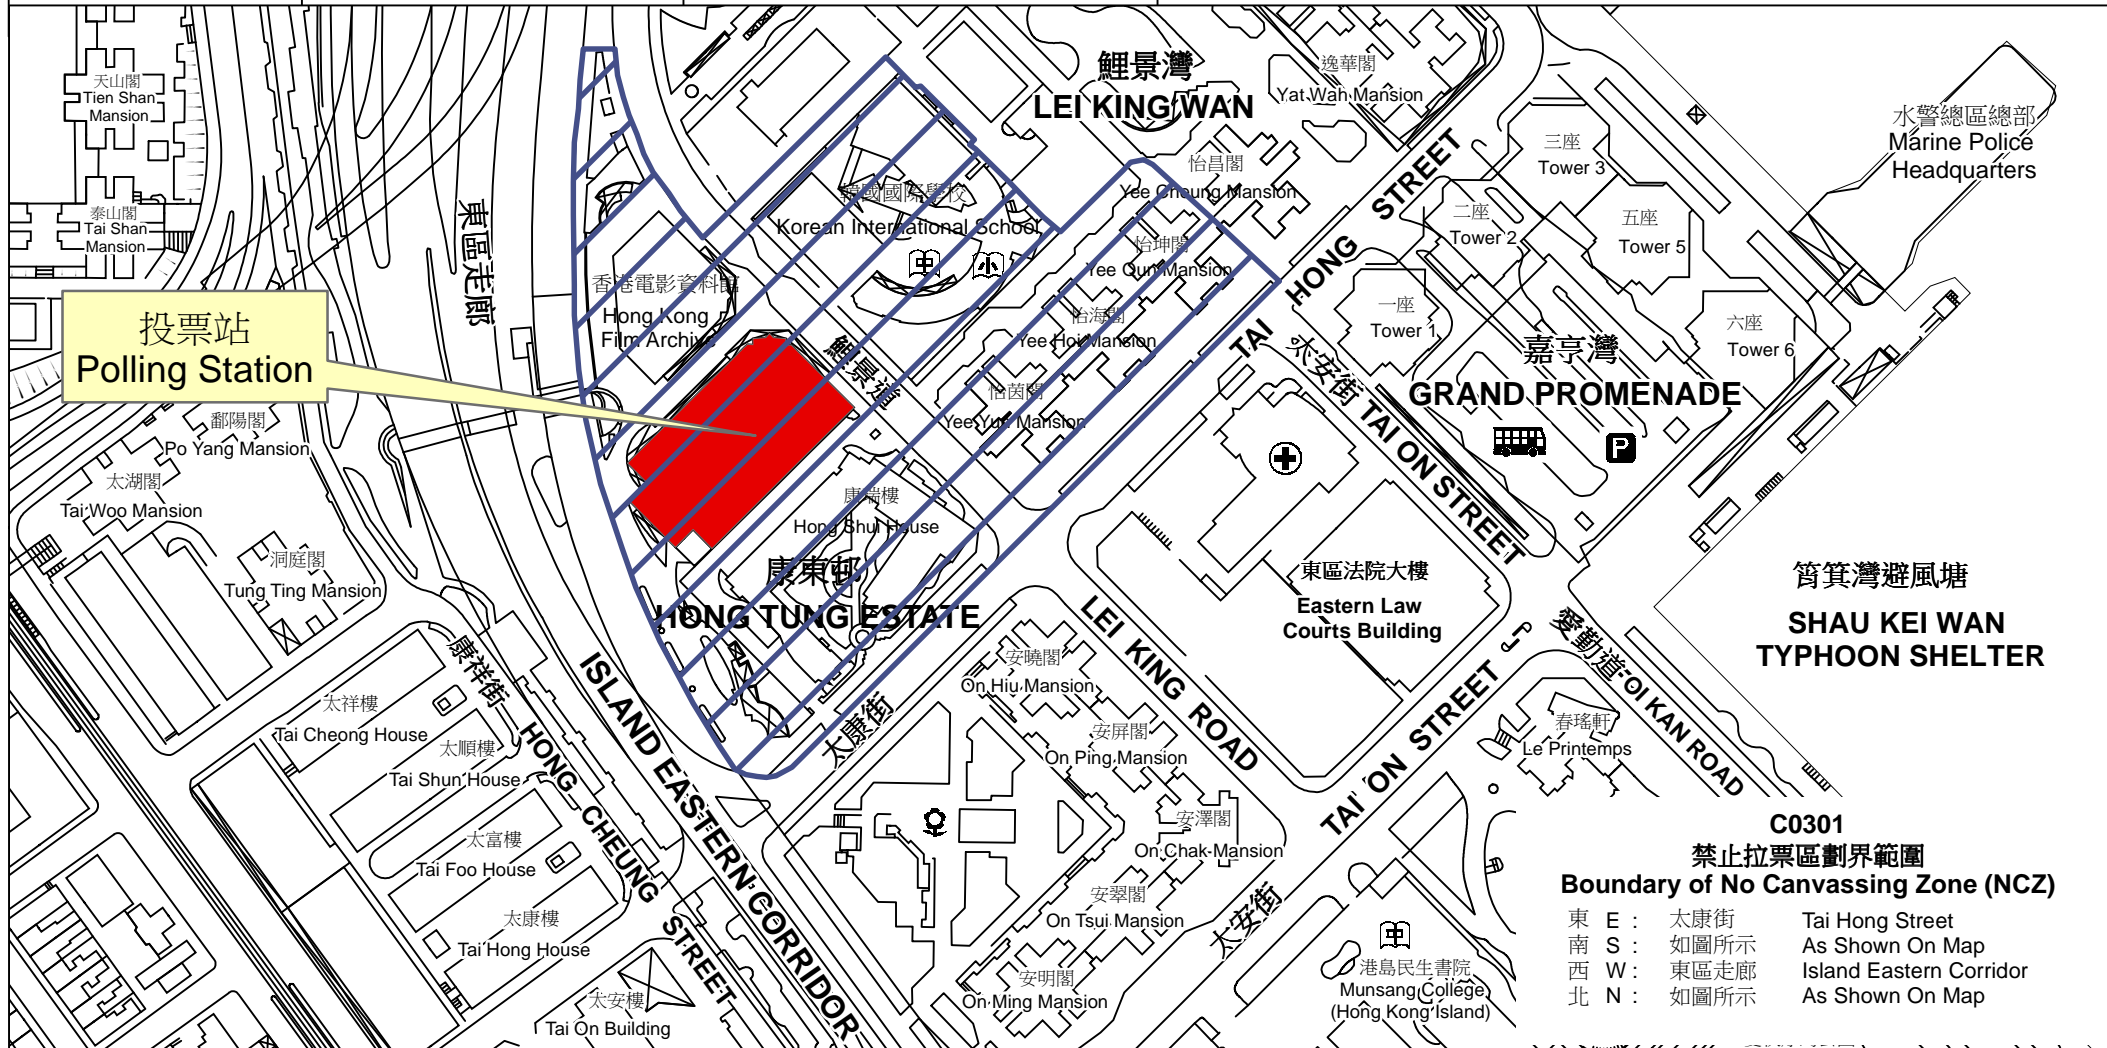 天山閣
Tien Shan
Mansion
泰山閣
Tai Shan
Mansion
東區走廊
投票站
Polling Station
鄱陽閣
Po Yang Mansion
太湖閣
Tai Woo Mansion
洞庭閣
Tung Ting Mansion
鯉景灣
LEI KING WAN
逸華閣
Yat Wah Mansion
怡昌閣
Yee Cheung Mansion
韓國國際學校
Korean International School
中
小
怡坤閣
Yee Qun Mansion
香港電影資料館
Hong Kong
Film Archive
怡海閣
Yee Hoi Mansion
鯉景道
怡茵閣
Yee Yun Mansion
康瑞樓
Hong Shui House
康東邨
HONG TUNG ESTATE
TAI HONG STREET
三座
Tower 3
二座
Tower 2
五座
Tower 5
一座
Tower 1
六座
Tower 6
嘉亨灣
GRAND PROMENADE
P
水警總區總部
Marine Police
Headquarters
太安街 TAI ON STREET
東區法院大樓
Eastern Law
Courts Building
筲箕灣避風塘
SHAU KEI WAN
TYPHOON SHELTER
愛勤道 OI KAN ROAD
春瑤軒
Le Printemps
LEI KING ROAD
TAI ON STREET
太安街
太康街
安曉閣
On Hiu Mansion
安屏閣
On Ping Mansion
安澤閣
On Chak Mansion
安翠閣
On Tsui Mansion
安明閣
On Ming Mansion
康祥街 HONG CHEUNG STREET
ISLAND EASTERN CORRIDOR
太祥樓
Tai Cheong House
太順樓
Tai Shun House
太富樓
Tai Foo House
太康樓
Tai Hong House
太安樓
Tai On Building
中
港島民生書院
Munsang College
(Hong Kong Island)
C0301
禁止拉票區劃界範圍
Boundary of No Canvassing Zone (NCZ)
東 E : 太康街 Tai Hong Street
南 S : 如圖所示 As Shown On Map
西 W : 東區走廊 Island Eastern Corridor
北 N : 如圖所示 As Shown On Map